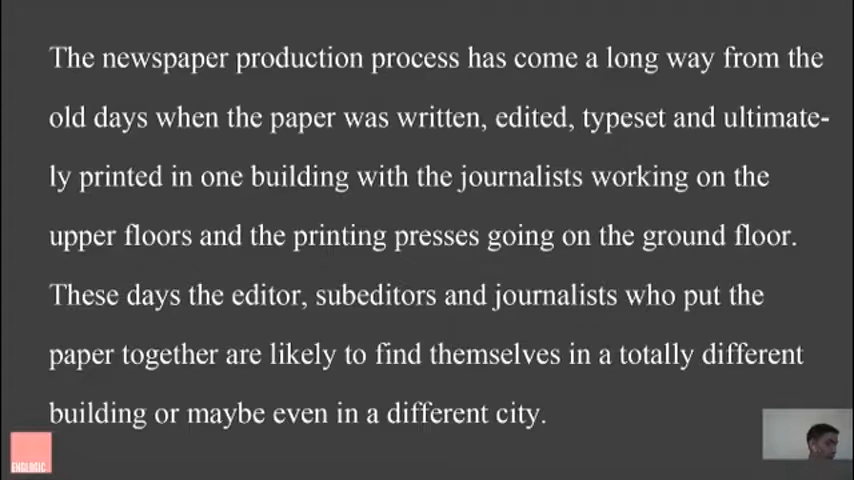 The newspaper production process has come a long way from the
old days when the paper was written, edited, typeset and ultimate-
ly printed in one building with the journalists working on the
upper floors and the printing presses going on the ground floor.
These days the editor, subeditors and journalists who put the
paper together are likely to find themselves in a totally different
building or maybe even in a different city.
ENGLOGIC